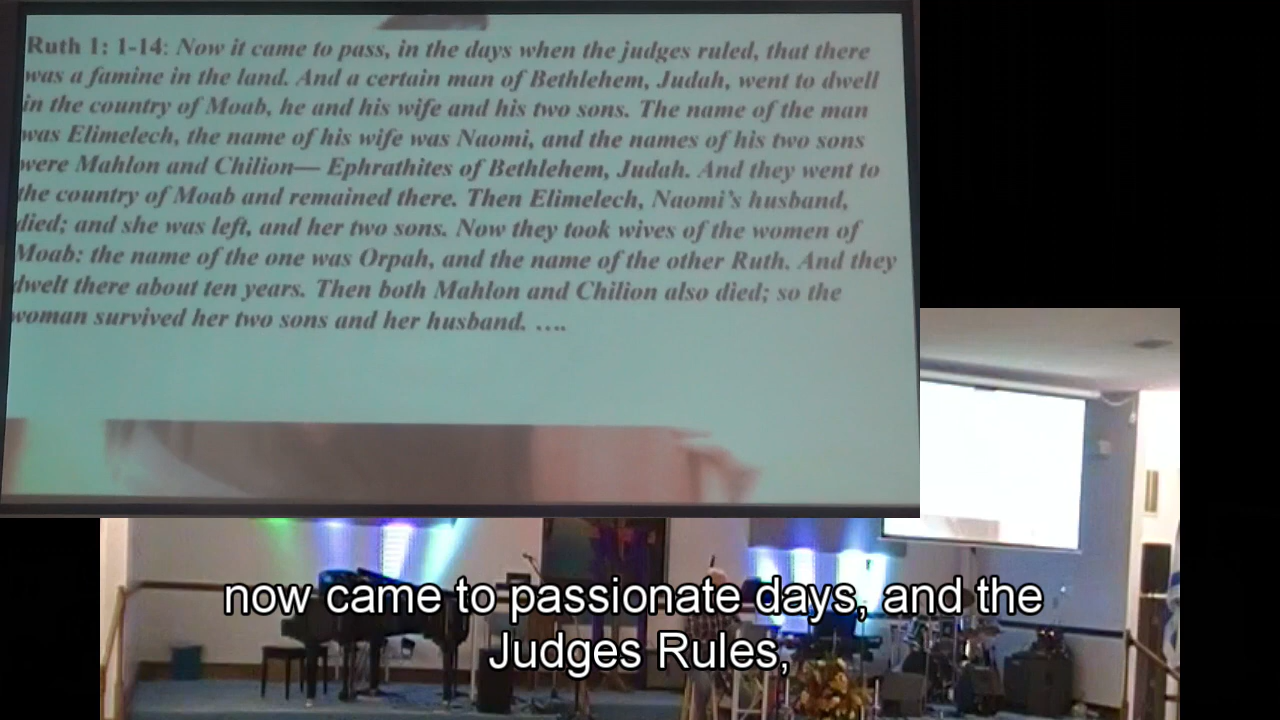 Ruth 1: 1-14: Now it came to pass, in the days when the judges ruled, that there
was a famine in the land. And a certain man of Bethlehem, Judah, went to dwell
in the country of Moab, he and his wife and his two sons. The name of the man
was Elimelech, the name of his wife was Naomi, and the names of his two sons
were Mahlon and Chilion— Ephrathites of Bethlehem, Judah. And they went to
the country of Moab and remained there. Then Elimelech, Naomi's husband,
died; and she was left, and her two sons. Now they took wives of the women of
Moab: the name of the one was Orpah, and the name of the other Ruth. And they
dwelt there about ten years. Then both Mahlon and Chilion also died; so the
woman survived her two sons and her husband. ….
now came to passionate days, and the
Judges Rules,